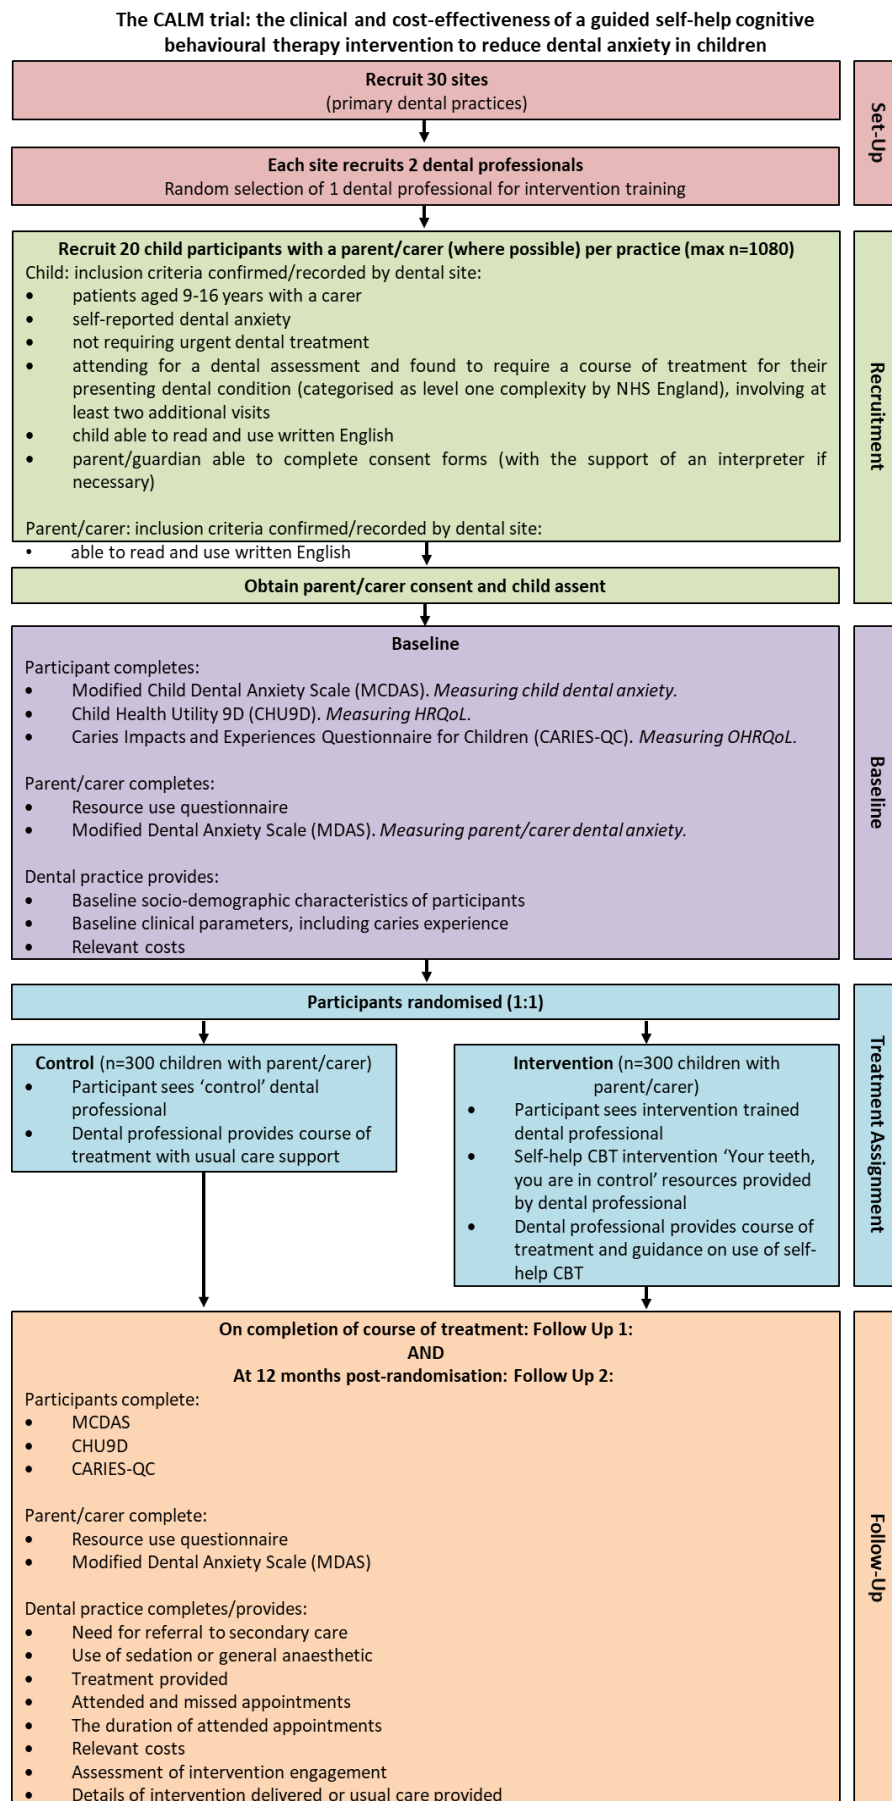 The CALM trial: the clinical and cost-effectiveness of a guided self-help cognitive
behavioural therapy intervention to reduce dental anxiety in children
Recruit 30 sites
(primary dental practices)
Set-Up
Each site recruits 2 dental professionals
Random selection of 1 dental professional for intervention training
Recruit 20 child participants with a parent/carer (where possible) per practice (max n=1080)
Child: inclusion criteria confirmed/recorded by dental site:
• patients aged 9-16 years with a carer
• self-reported dental anxiety
• not requiring urgent dental treatment
• attending for a dental assessment and found to require a course of treatment for their
presenting dental condition (categorised as level one complexity by NHS England), involving at
least two additional visits
• child able to read and use written English
• parent/guardian able to complete consent forms (with the support of an interpreter if
necessary)
Parent/carer: inclusion criteria confirmed/recorded by dental site:
• able to read and use written English
Recruitment
Obtain parent/carer consent and child assent
Baseline
Participant completes:
• Modified Child Dental Anxiety Scale (MCDAS). Measuring child dental anxiety.
• Child Health Utility 9D (CHU9D). Measuring HRQoL.
• Caries Impacts and Experiences Questionnaire for Children (CARIES-QC). Measuring OHRQoL.
Parent/carer completes:
• Resource use questionnaire
• Modified Dental Anxiety Scale (MDAS). Measuring parent/carer dental anxiety.
Dental practice provides:
• Baseline socio-demographic characteristics of participants
• Baseline clinical parameters, including caries experience
• Relevant costs
Baseline
Participants randomised (1:1)
Control (n=300 children with parent/carer)
• Participant sees ‘control’ dental
professional
• Dental professional provides course of
treatment with usual care support
Intervention (n=300 children with
parent/carer)
• Participant sees intervention trained
dental professional
• Self-help CBT intervention ‘Your teeth,
you are in control’ resources provided
by dental professional
• Dental professional provides course of
treatment and guidance on use of self-
help CBT
Treatment Assignment
On completion of course of treatment: Follow Up 1:
AND
At 12 months post-randomisation: Follow Up 2:
Participants complete:
• MCDAS
• CHU9D
• CARIES-QC
Parent/carer complete:
• Resource use questionnaire
• Modified Dental Anxiety Scale (MDAS)
Dental practice completes/provides:
• Need for referral to secondary care
• Use of sedation or general anaesthetic
• Treatment provided
• Attended and missed appointments
• The duration of attended appointments
• Relevant costs
• Assessment of intervention engagement
• Details of intervention delivered or usual care provided
Follow-Up